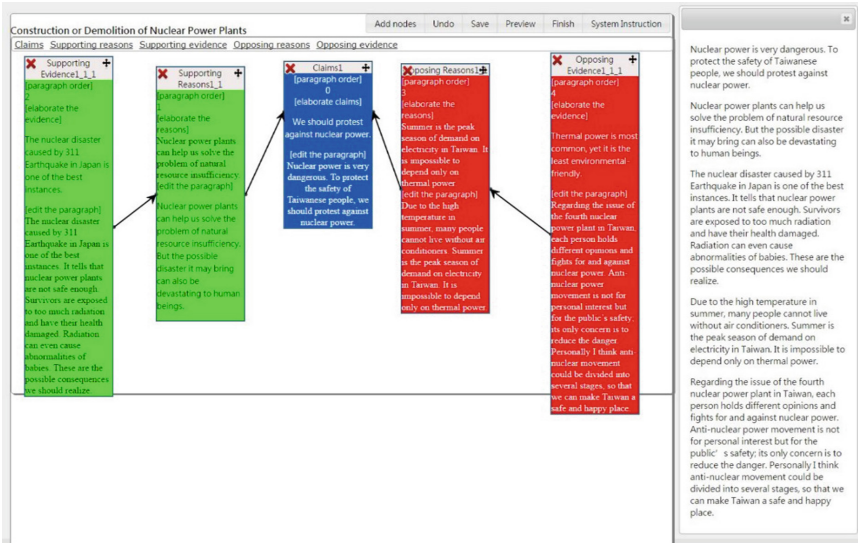 Add nodes Undo Save Preview Finish System Instruction
Construction or Demolition of Nuclear Power Plants
Claims Supporting reasons Supporting evidence Opposing reasons Opposing evidence
Supporting
Evidence1_1_1
[paragraph order]
2
[elaborate the
evidence]
The nuclear disaster
caused by 311
Earthquake in Japan is
one of the best
instances.
[edit the paragraph]
The nuclear disaster
caused by 311
Earthquake in Japan is
one of the best
instances. It tells that
nuclear power plants
are not safe enough.
Survivors are exposed
to too much radiation
and have their health
damaged. Radiation
can even cause
abnormalities of
babies. These are the
possible consequences
we should realize.
Supporting
Reasons1_1
[paragraph order]
1
[elaborate the
reasons]
Nuclear power plants
can help us solve the
problem of natural
resource insufficiency.
[edit the paragraph]
Nuclear power plants
can help us solve the
problem of natural
resource insufficiency.
But the possible
disaster it may bring
can also be
devastating to human
beings.
Claims1
[paragraph order]
0
[elaborate claims]
We should protest
against nuclear power.
[edit the paragraph]
Nuclear power is very
dangerous. To protect
the safety of
Taiwanese people, we
should protest against
nuclear power.
Opposing Reasons1_1
[paragraph order]
3
[elaborate the
reasons]
Summer is the peak
season of demand on
electricity in Taiwan. It
is impossible to
depend only on
thermal power
[edit the paragraph]
Due to the high
temperature in
summer, many people
cannot live without air
conditioners. Summer
is the peak season of
demand on electricity
in Taiwan. It is
impossible to depend
only on thermal power.
Opposing
Evidence1_1_1
[paragraph order]
4
[elaborate the
evidence]
Thermal power is most
common, yet it is the
least environmental-
friendly.
[edit the paragraph]
Regarding the issue of
the fourth nuclear
power plant in Taiwan,
each person holds
different opinions and
fights for and against
nuclear power. Anti-
nuclear power
movement is not for
personal interest but
for the public's safety;
its only concern is to
reduce the danger.
Personally I think anti-
nuclear movement
could be divided into
several stages, so that
we can make Taiwan a
safe and happy place.
Nuclear power is very dangerous. To
protect the safety of Taiwanese
people, we should protest against
nuclear power.
Nuclear power plants can help us
solve the problem of natural resource
insufficiency. But the possible disaster
it may bring can also be devastating
to human beings.
The nuclear disaster caused by 311
Earthquake in Japan is one of the best
instances. It tells that nuclear power
plants are not safe enough. Survivors
are exposed to too much radiation
and have their health damaged.
Radiation can even cause
abnormalities of babies. These are the
possible consequences we should
realize.
Due to the high temperature in
summer, many people cannot live
without air conditioners. Summer is
the peak season of demand on
electricity in Taiwan. It is impossible to
depend only on thermal power.
Regarding the issue of the fourth
nuclear power plant in Taiwan, each
person holds different opinions and
fights for and against nuclear power.
Anti-nuclear power movement is not
for personal interest but for the
public' s safety; its only concern is to
reduce the danger. Personally I think
anti-nuclear movement could be
divided into several stages, so that we
can make Taiwan a safe and happy
place.